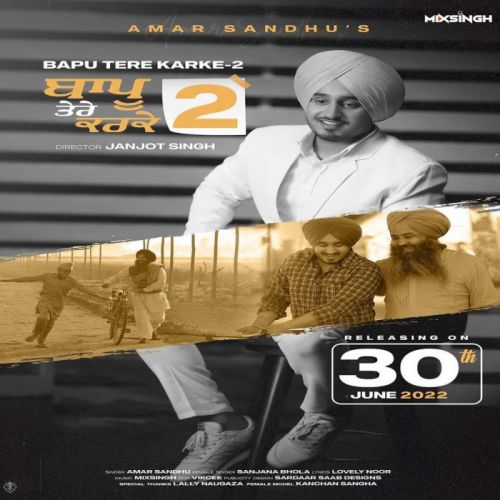 AMAR SANDHU'S
MIXSINGH
BAPU TERE KARKE-2
ਬਾਪੂ
ਤੇਰੇ
ਕਰਕੇ
2
DIRECTOR JANJOT SINGH
RELEASING ON
30th
JUNE 2022
SINGER AMAR SANDHU FEMALE SINGER SANJANA BHOLA LYRICS LOVELY NOOR
MUSIC MIXSINGH DOP VIKCEE PUBLICITY DESIGN SARDAAR SAAB DESIGNS
SPECIAL THANKS LALLY NAUGAZA FEMALE MODEL KANCHAN SANGHA